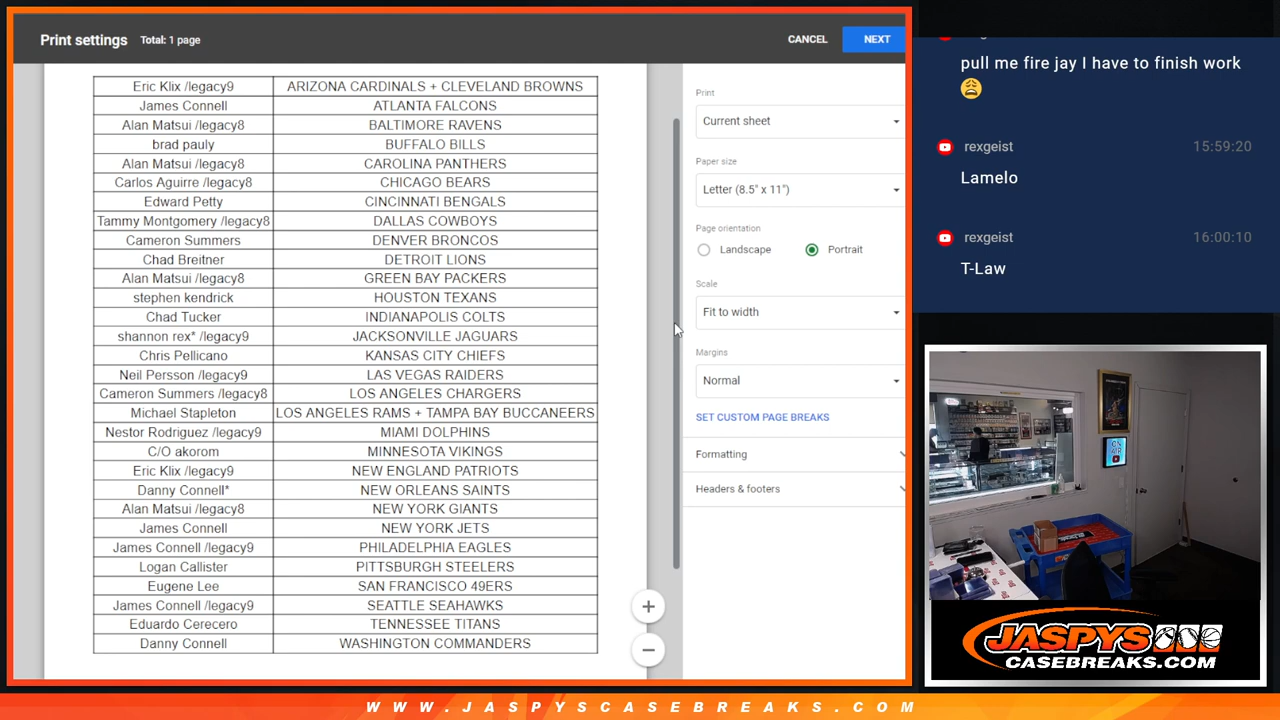 Print settings Total: 1 page CANCEL NEXT
Eric Klix /legacy9 ARIZONA CARDINALS + CLEVELAND BROWNS
James Connell ATLANTA FALCONS
Alan Matsui /legacy8 BALTIMORE RAVENS
brad pauly BUFFALO BILLS
Alan Matsui /legacy8 CAROLINA PANTHERS
Carlos Aguirre /legacy8 CHICAGO BEARS
Edward Petty CINCINNATI BENGALS
Tammy Montgomery /legacy8 DALLAS COWBOYS
Cameron Summers DENVER BRONCOS
Chad Breitner DETROIT LIONS
Alan Matsui /legacy8 GREEN BAY PACKERS
stephen kendrick HOUSTON TEXANS
Chad Tucker INDIANAPOLIS COLTS
shannon rex* /legacy9 JACKSONVILLE JAGUARS
Chris Pellicano KANSAS CITY CHIEFS
Neil Persson /legacy9 LAS VEGAS RAIDERS
Cameron Summers /legacy8 LOS ANGELES CHARGERS
Michael Stapleton LOS ANGELES RAMS + TAMPA BAY BUCCANEERS
Nestor Rodriguez /legacy9 MIAMI DOLPHINS
C/O akorom MINNESOTA VIKINGS
Eric Klix /legacy9 NEW ENGLAND PATRIOTS
Danny Connell* NEW ORLEANS SAINTS
Alan Matsui /legacy8 NEW YORK GIANTS
James Connell NEW YORK JETS
James Connell /legacy9 PHILADELPHIA EAGLES
Logan Callister PITTSBURGH STEELERS
Eugene Lee SAN FRANCISCO 49ERS
James Connell /legacy9 SEATTLE SEAHAWKS
Eduardo Cerecero TENNESSEE TITANS
Danny Connell WASHINGTON COMMANDERS
Print
Current sheet
Paper size
Letter (8.5" x 11")
Page orientation
Landscape Portrait
Scale
Fit to width
Margins
Normal
SET CUSTOM PAGE BREAKS
Formatting
Headers & footers
pull me fire jay I have to finish work
😩
rexgeist 15:59:20
Lamelo
rexgeist 16:00:10
T-Law
ON AIR
JASPYS
CASEBREAKS.COM
WWW.JASPYSCASEBREAKS.COM